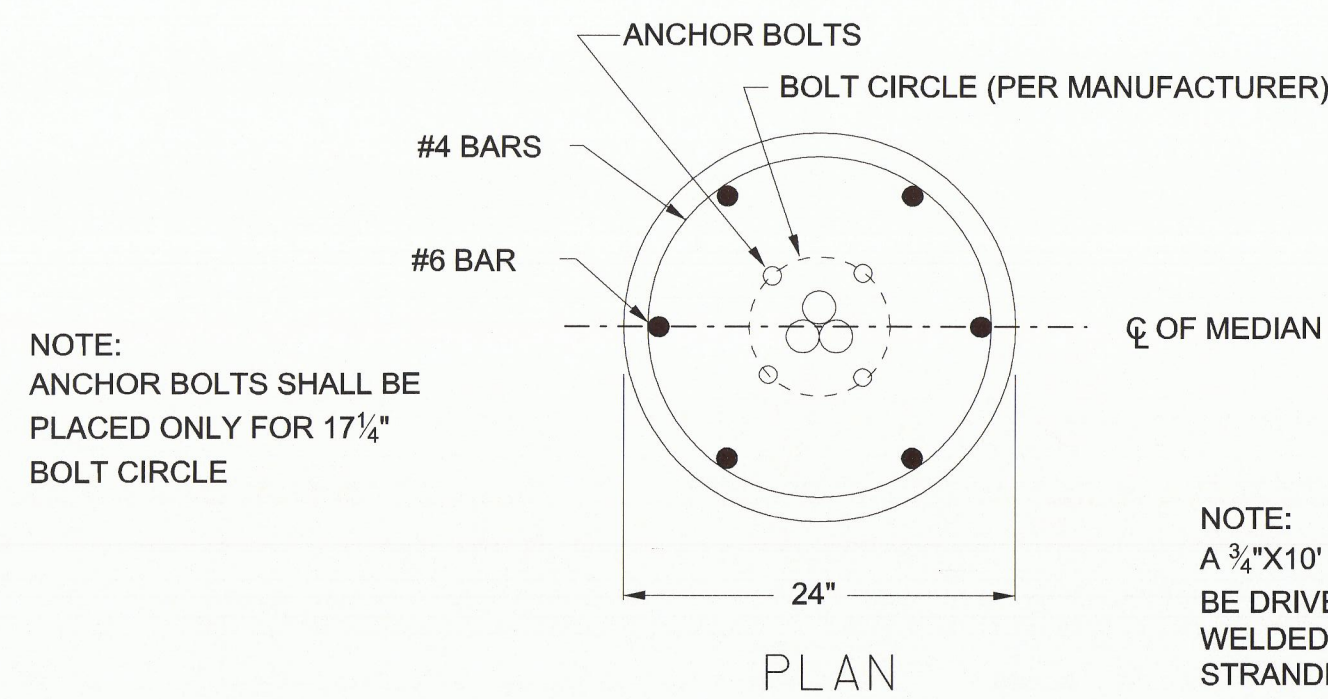 ANCHOR BOLTS
BOLT CIRCLE (PER MANUFACTURER)
#4 BARS
#6 BAR
℄ OF MEDIAN
NOTE:
ANCHOR BOLTS SHALL BE
PLACED ONLY FOR 17¼"
BOLT CIRCLE
24"
PLAN
NOTE:
A ¾"X10'
BE DRIVE
WELDED
STRANDE